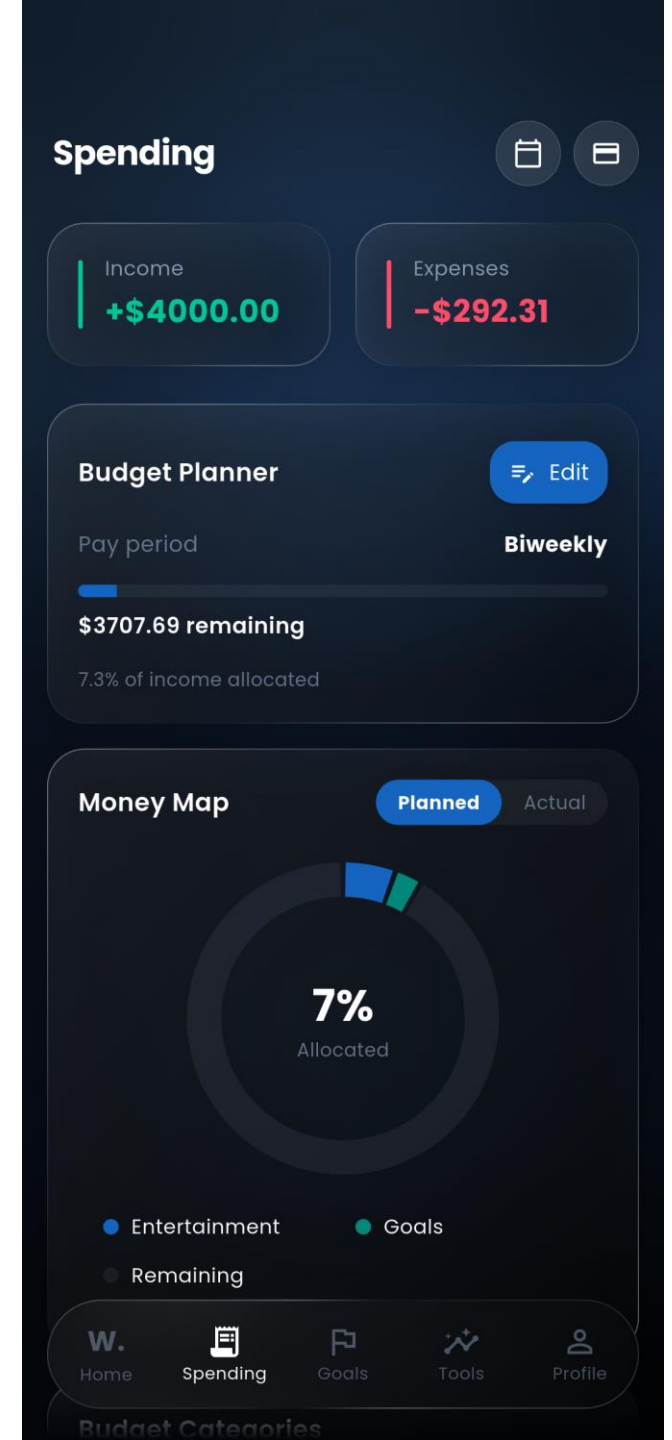 Spending
Income
+$4000.00
Expenses
-$292.31
Budget Planner
Edit
Pay period
Biweekly
$3707.69 remaining
7.3% of income allocated
Money Map
Planned
Actual
7%
Allocated
Entertainment
Goals
Remaining
W.
Home
Spending
Goals
Tools
Profile
Budget Categories